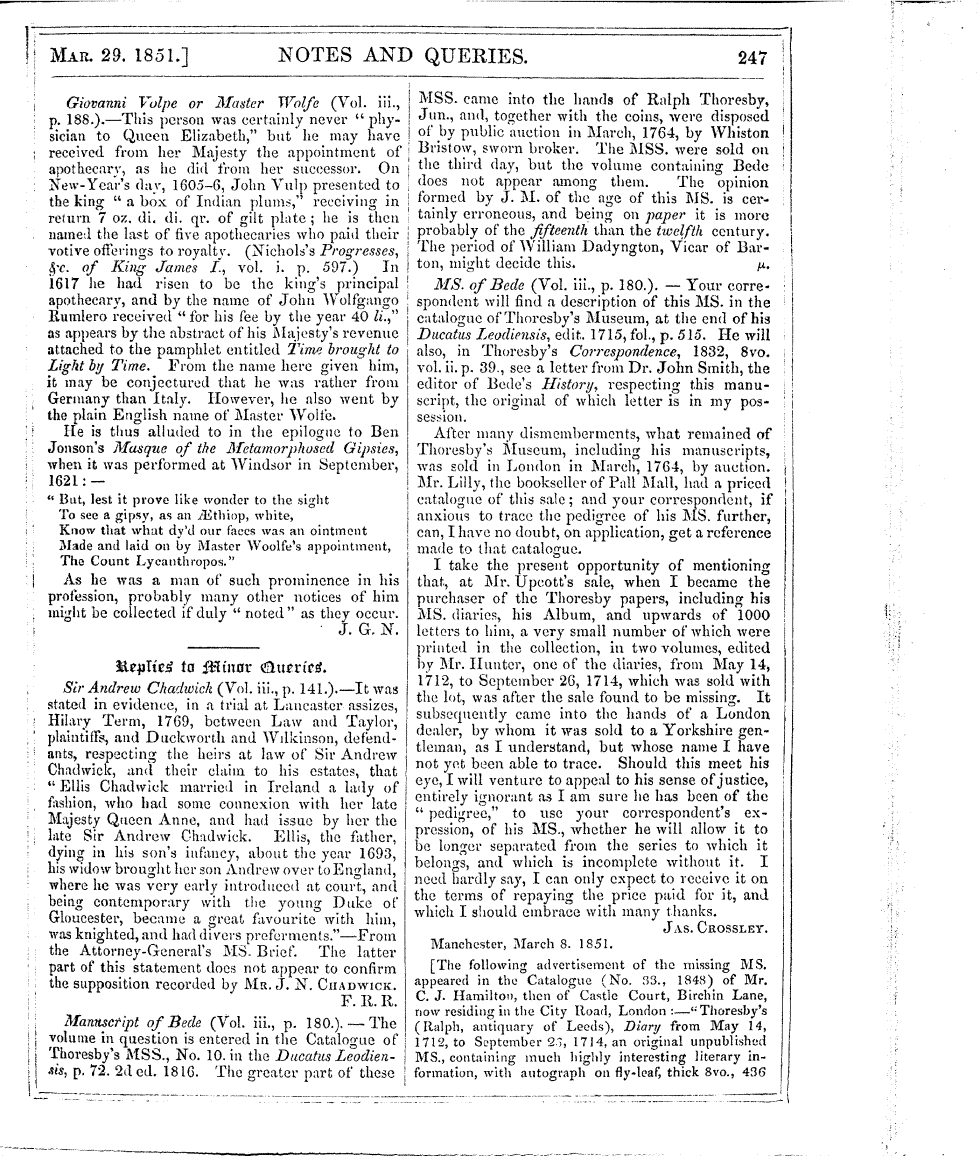 MAR. 29. 1851.] NOTES AND QUERIES. 247
Giovanni Volpe or Master Wolfe (Vol. iii.,
p. 188.).—This person was certainly never “phy-
sician to Queen Elizabeth,” but he may have
received from her Majesty the appointment of
apothecary, as he did from her successor. On
New-Year's day, 1605-6, John Vulp presented to
the king “a box of Indian plums,” receiving in
return 7 oz. di. di. qr. of gilt plate; he is then
named the last of five apothecaries who paid their
votive offerings to royalty. (Nichols's Progresses,
&c. of King James I., vol. i. p. 597.) In
1617 he had risen to be the king's principal
apothecary, and by the name of John Wolfgango
Rumlero received “for his fee by the year 40 li.,”
as appears by the abstract of his Majesty's revenue
attached to the pamphlet entitled Time brought to
Light by Time. From the name here given him,
it may be conjectured that he was rather from
Germany than Italy. However, he also went by
the plain English name of Master Wolfe.
He is thus alluded to in the epilogue to Ben
Jonson's Masque of the Metamorphosed Gipsies,
when it was performed at Windsor in September,
1621: —
“ But, lest it prove like wonder to the sight
To see a gipsy, as an Æthiop, white,
Know that what dy'd our faces was an ointment
Made and laid on by Master Woolfe's appointment,
The Count Lycanthropos.”
As he was a man of such prominence in his
profession, probably many other notices of him
might be collected if duly “noted” as they occur.
J. G. N.
Replies to Minor Queries.
Sir Andrew Chadwick (Vol. iii., p. 141.).—It was
stated in evidence, in a trial at Lancaster assizes,
Hilary Term, 1769, between Law and Taylor,
plaintiffs, and Duckworth and Wilkinson, defend-
ants, respecting the heirs at law of Sir Andrew
Chadwick, and their claim to his estates, that
“Ellis Chadwick married in Ireland a lady of
fashion, who had some connexion with her late
Majesty Queen Anne, and had issue by her the
late Sir Andrew Chadwick. Ellis, the father,
dying in his son's infancy, about the year 1693,
his widow brought her son Andrew over to England,
where he was very early introduced at court, and
being contemporary with the young Duke of
Gloucester, became a great favourite with him,
was knighted, and had divers preferments.”—From
the Attorney-General's MS. Brief. The latter
part of this statement does not appear to confirm
the supposition recorded by MR. J. N. CHADWICK.
F. R. R.
Manuscript of Bede (Vol. iii., p. 180.). — The
volume in question is entered in the Catalogue of
Thoresby's MSS., No. 10. in the Ducatus Leodien-
sis, p. 72. 2d ed. 1816. The greater part of these
MSS. came into the hands of Ralph Thoresby,
Jun., and, together with the coins, were disposed
of by public auction in March, 1764, by Whiston
Bristow, sworn broker. The MSS. were sold on
the third day, but the volume containing Bede
does not appear among them. The opinion
formed by J. M. of the age of this MS. is cer-
tainly erroneous, and being on paper it is more
probably of the fifteenth than the twelfth century.
The period of William Dadyngton, Vicar of Bar-
ton, might decide this. μ.
MS. of Bede (Vol. iii., p. 180.). — Your corre-
spondent will find a description of this MS. in the
catalogue of Thoresby's Museum, at the end of his
Ducatus Leodiensis, edit. 1715, fol., p. 515. He will
also, in Thoresby's Correspondence, 1832, 8vo.
vol. ii. p. 39., see a letter from Dr. John Smith, the
editor of Bede's History, respecting this manu-
script, the original of which letter is in my pos-
session.
After many dismemberments, what remained of
Thoresby's Museum, including his manuscripts,
was sold in London in March, 1764, by auction.
Mr. Lilly, the bookseller of Pall Mall, had a priced
catalogue of this sale; and your correspondent, if
anxious to trace the pedigree of his MS. further,
can, I have no doubt, on application, get a reference
made to that catalogue.
I take the present opportunity of mentioning
that, at Mr. Upcott's sale, when I became the
purchaser of the Thoresby papers, including his
MS. diaries, his Album, and upwards of 1000
letters to him, a very small number of which were
printed in the collection, in two volumes, edited
by Mr. Hunter, one of the diaries, from May 14,
1712, to September 26, 1714, which was sold with
the lot, was after the sale found to be missing. It
subsequently came into the hands of a London
dealer, by whom it was sold to a Yorkshire gen-
tleman, as I understand, but whose name I have
not yet been able to trace. Should this meet his
eye, I will venture to appeal to his sense of justice,
entirely ignorant as I am sure he has been of the
“pedigree,” to use your correspondent's ex-
pression, of his MS., whether he will allow it to
be longer separated from the series to which it
belongs, and which is incomplete without it. I
need hardly say, I can only expect to receive it on
the terms of repaying the price paid for it, and
which I should embrace with many thanks.
JAS. CROSSLEY.
Manchester, March 8. 1851.
[The following advertisement of the missing MS.
appeared in the Catalogue (No. 33., 1848) of Mr.
C. J. Hamilton, then of Castle Court, Birchin Lane,
now residing in the City Road, London:—“Thoresby's
(Ralph, antiquary of Leeds), Diary from May 14,
1712, to September 26, 1714, an original unpublished
MS., containing much highly interesting literary in-
formation, with autograph on fly-leaf, thick 8vo., 436